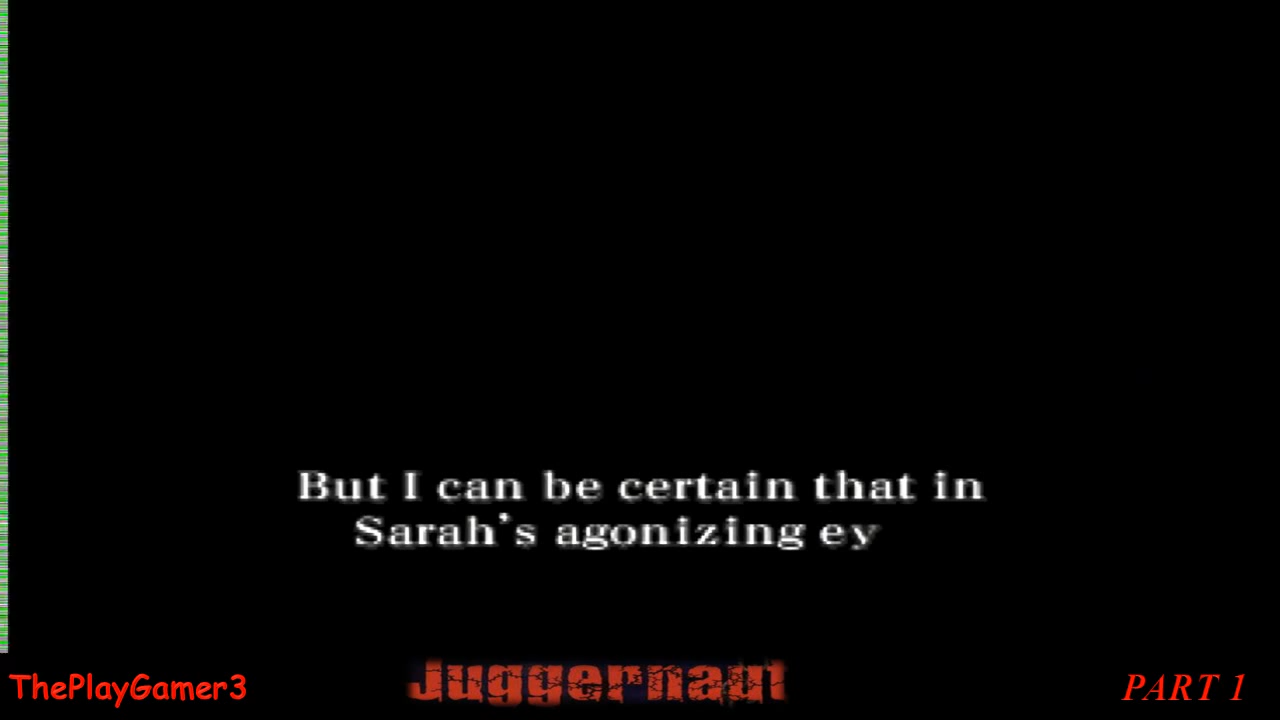 But I can be certain that in
Sarah's agonizing ey
Juggernaut
ThePlayGamer3
PART 1